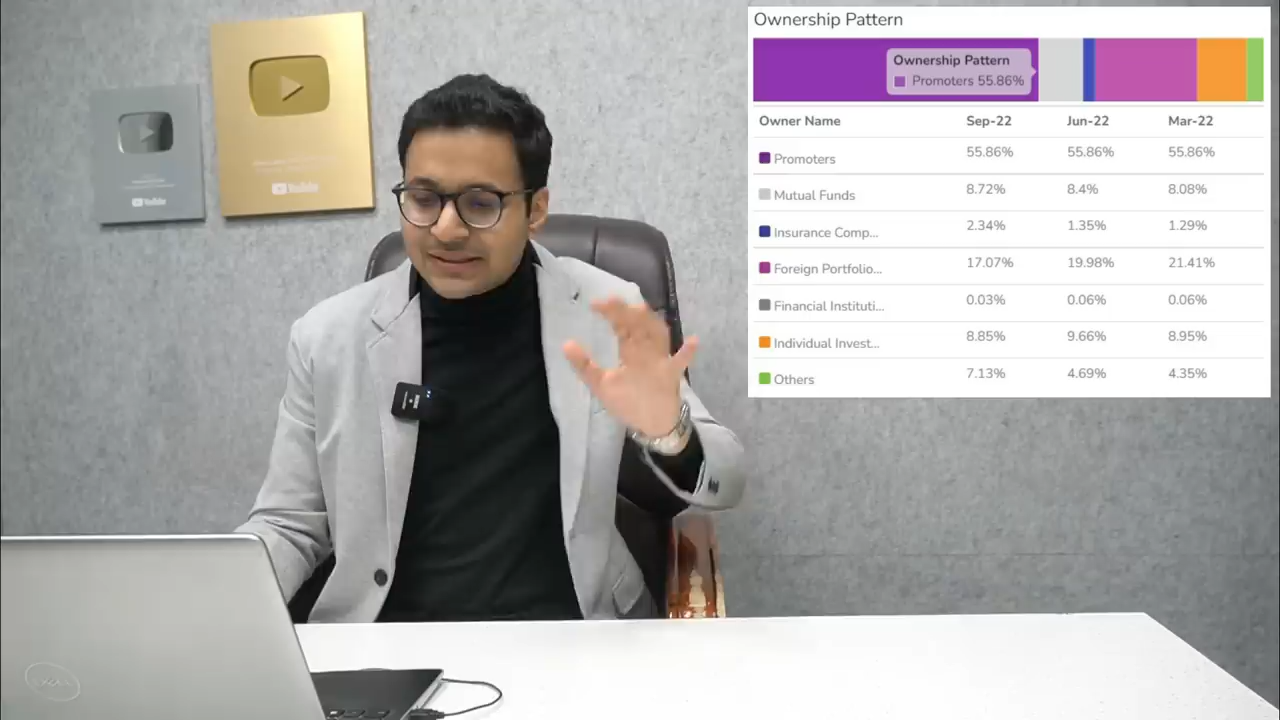 Ownership Pattern
Ownership Pattern
Promoters 55.86%
Owner Name Sep-22 Jun-22 Mar-22
Promoters 55.86% 55.86% 55.86%
Mutual Funds 8.72% 8.4% 8.08%
Insurance Comp... 2.34% 1.35% 1.29%
Foreign Portfolio... 17.07% 19.98% 21.41%
Financial Instituti... 0.03% 0.06% 0.06%
Individual Invest... 8.85% 9.66% 8.95%
Others 7.13% 4.69% 4.35%
YouTube
YouTube